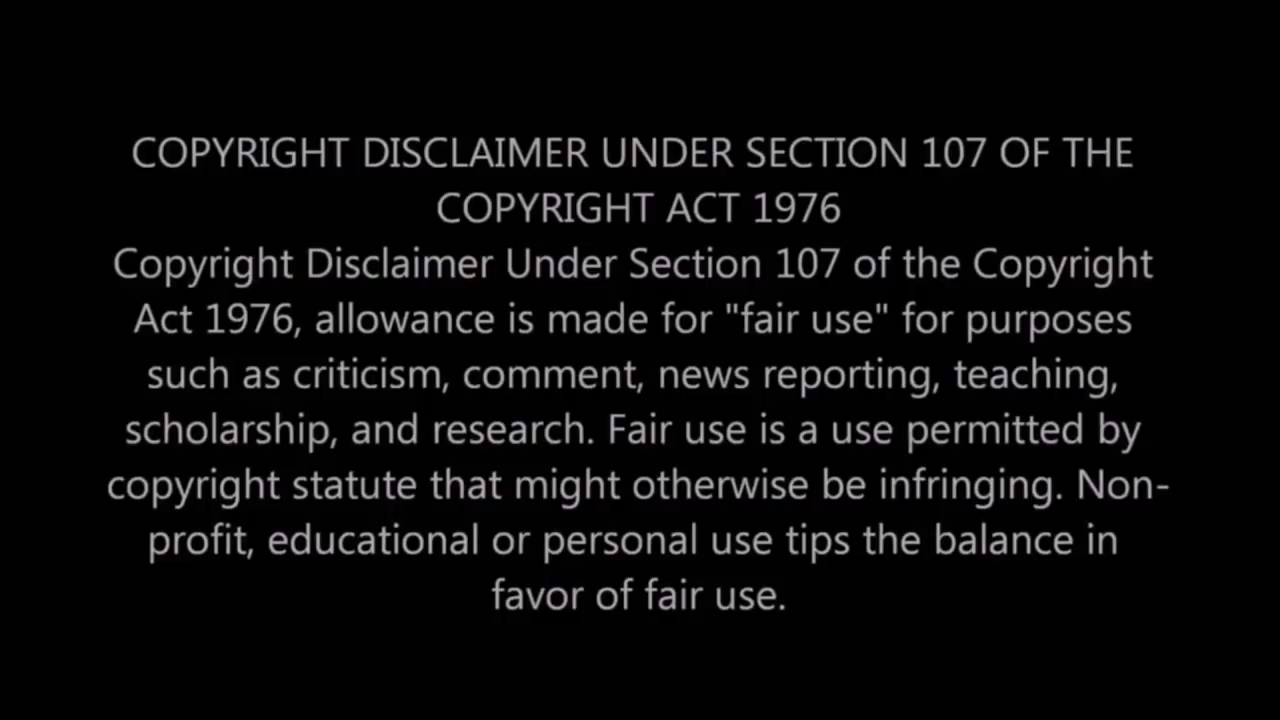 COPYRIGHT DISCLAIMER UNDER SECTION 107 OF THE
COPYRIGHT ACT 1976
Copyright Disclaimer Under Section 107 of the Copyright
Act 1976, allowance is made for "fair use" for purposes
such as criticism, comment, news reporting, teaching,
scholarship, and research. Fair use is a use permitted by
copyright statute that might otherwise be infringing. Non-
profit, educational or personal use tips the balance in
favor of fair use.